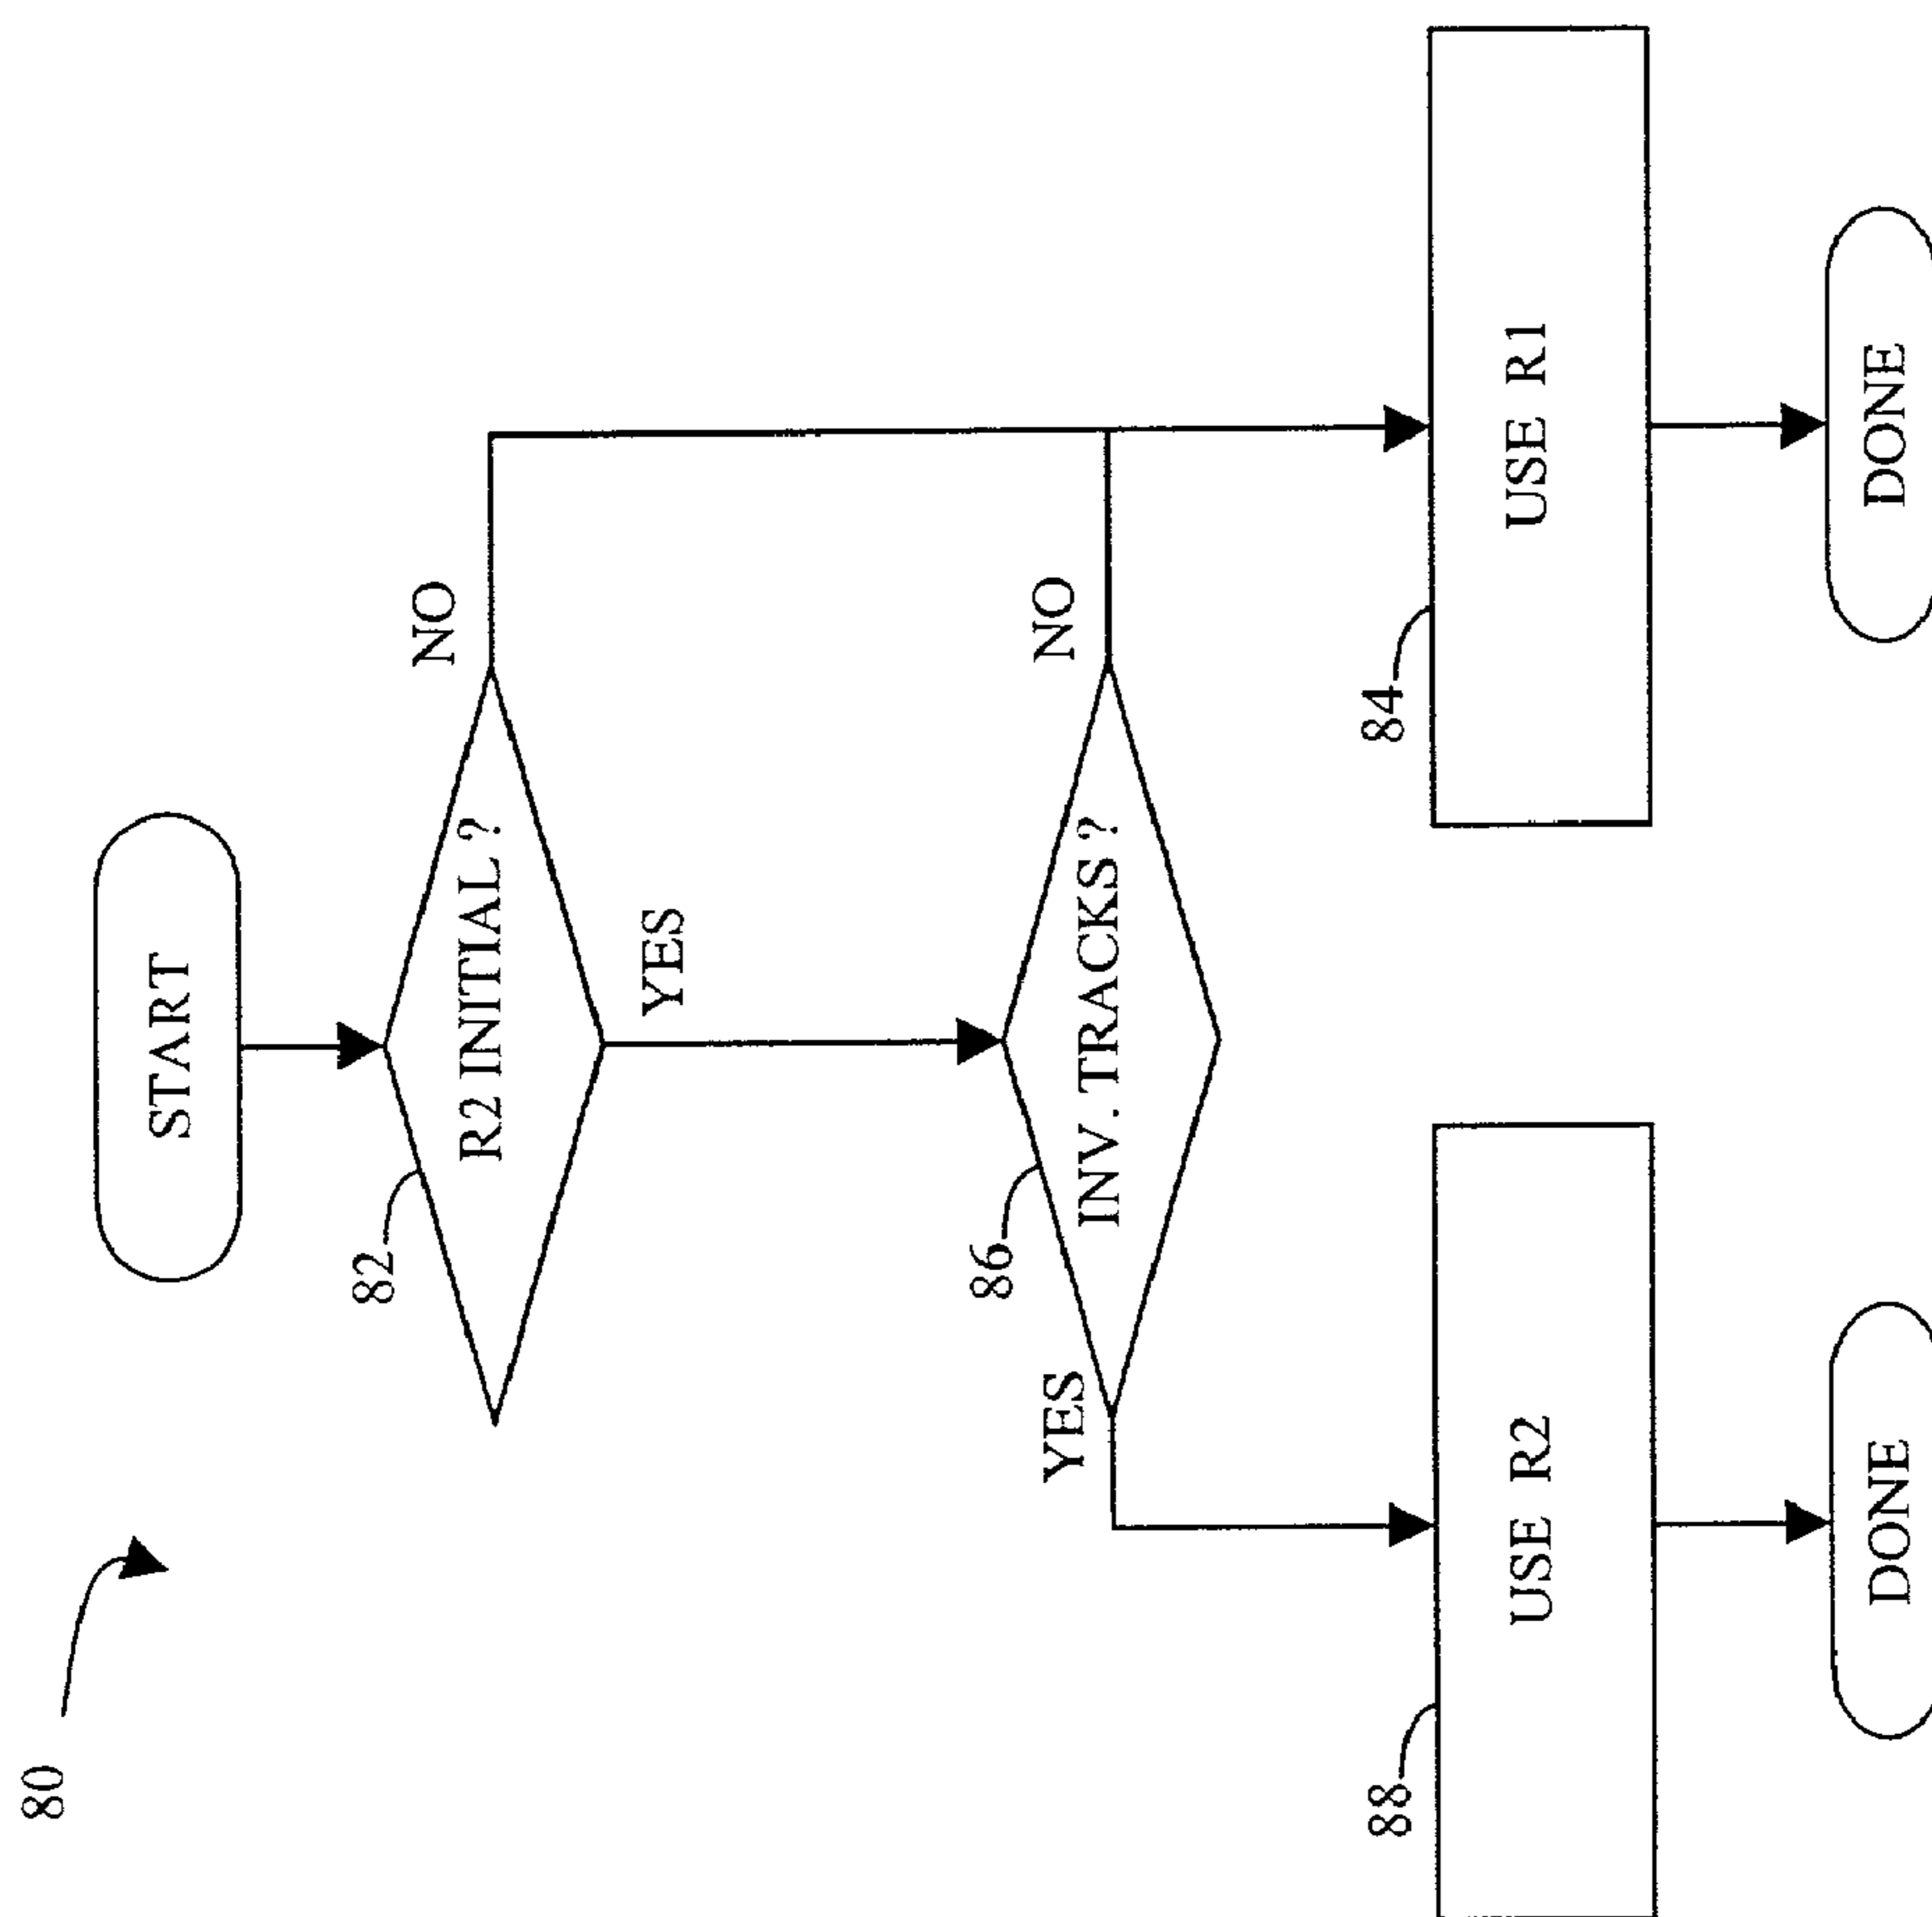 80
START
82
R2 INITIAL ?
NO
YES
86
INV. TRACKS ?
YES
NO
88
USE R2
84
USE R1
DONE
DONE